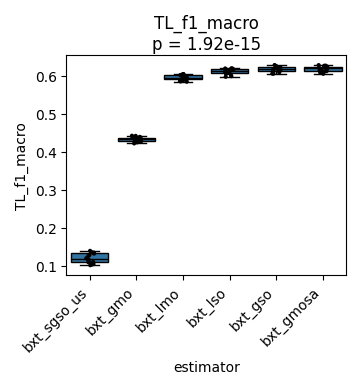 TL_f1_macro
p = 1.92e-15
TL_f1_macro
0.6
0.5
0.4
0.3
0.2
0.1
bxt_sgso_us
bxt_gmo
bxt_lmo
bxt_lso
bxt_gso
bxt_gmosa
estimator